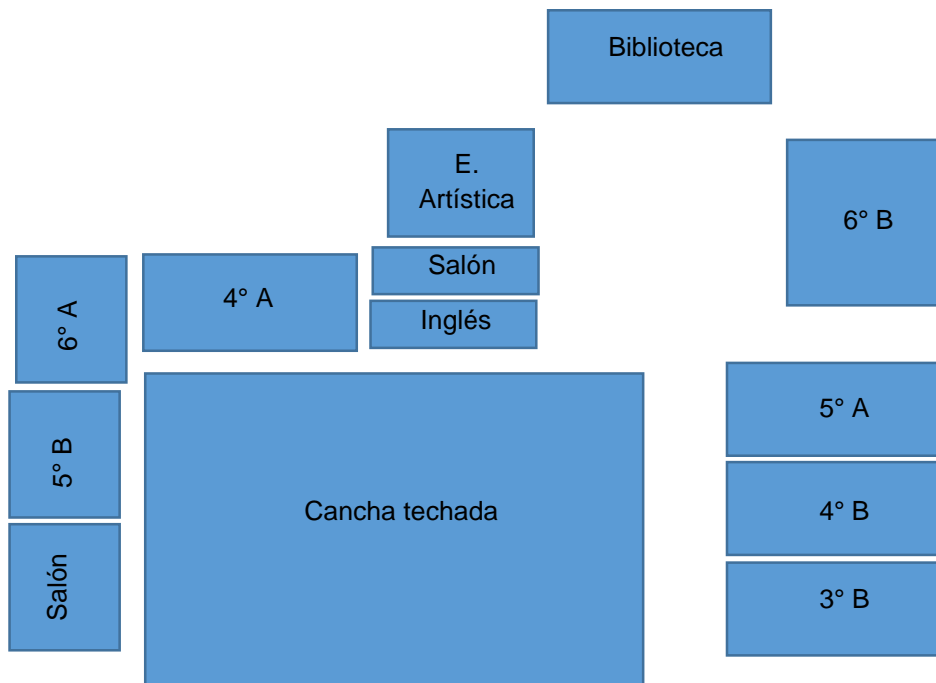 Biblioteca
E.
Artística
6° B
Salón
4° A
6° A
Inglés
5° A
5° B
Cancha techada
4° B
Salón
3° B